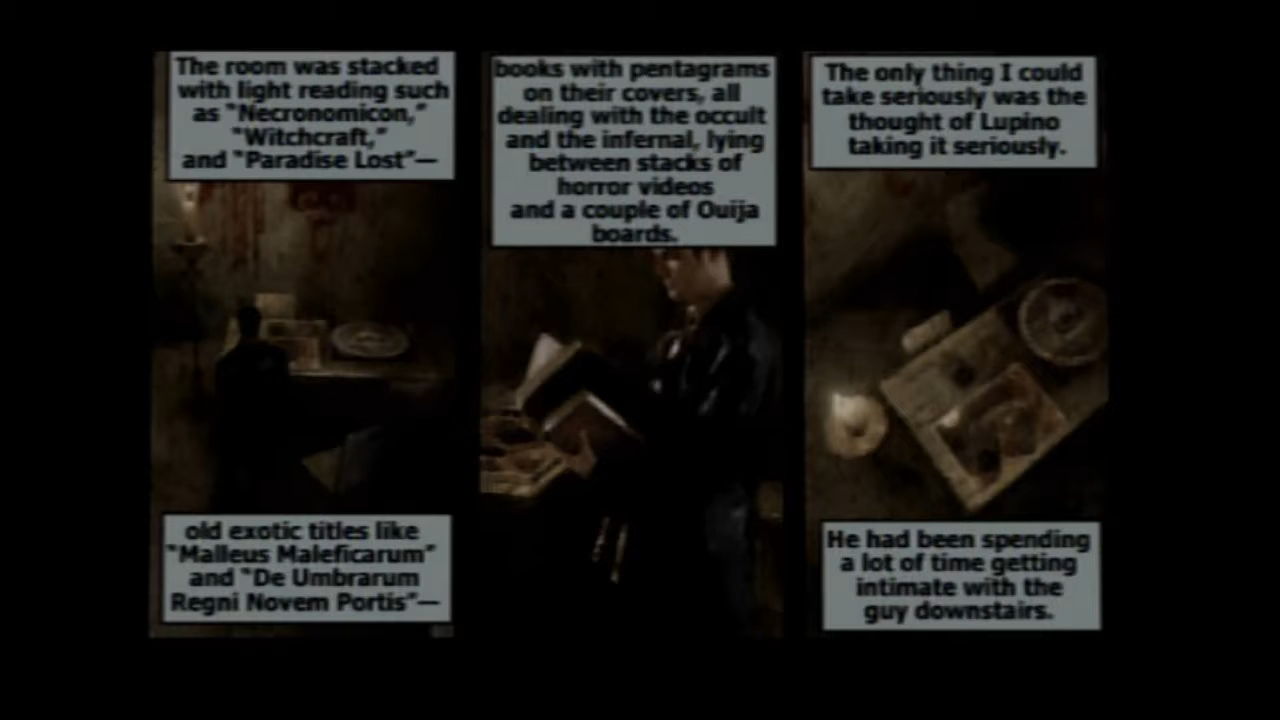 The room was stacked
with light reading such
as "Necronomicon,"
"Witchcraft,"
and "Paradise Lost"—
old exotic titles like
"Malleus Maleficarum"
and "De Umbrarum
Regni Novem Portis"—
books with pentagrams
on their covers, all
dealing with the occult
and the infernal, lying
between stacks of
horror videos
and a couple of Ouija
boards.
The only thing I could
take seriously was the
thought of Lupino
taking it seriously.
He had been spending
a lot of time getting
intimate with the
guy downstairs.